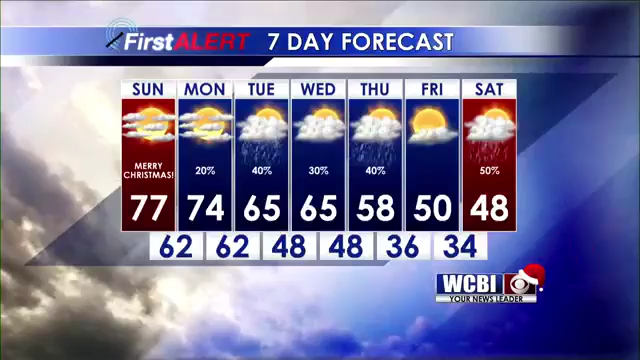 FirstALERT 7 DAY FORECAST
SUN MON TUE WED THU FRI SAT
MERRY CHRISTMAS! 20% 40% 30% 40% 50%
77 74 65 65 58 50 48
62 62 48 48 36 34
WCBI
YOUR NEWS LEADER